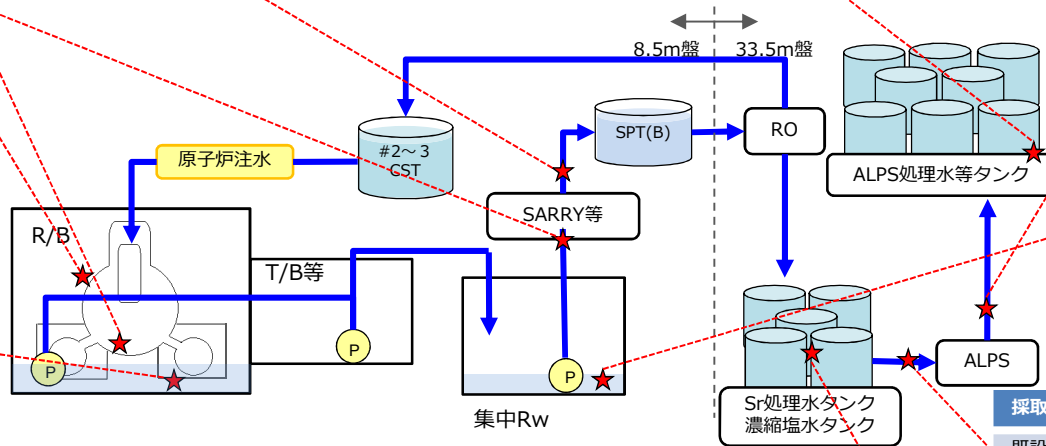 8.5m盤
33.5m盤
#2～3
CST
SPT(B)
RO
原子炉注水
ALPS処理水等タンク
SARRY等
R/B
T/B等
P
P
P
ALPS
集中Rw
Sr処理水タンク
濃縮塩水タンク
採取